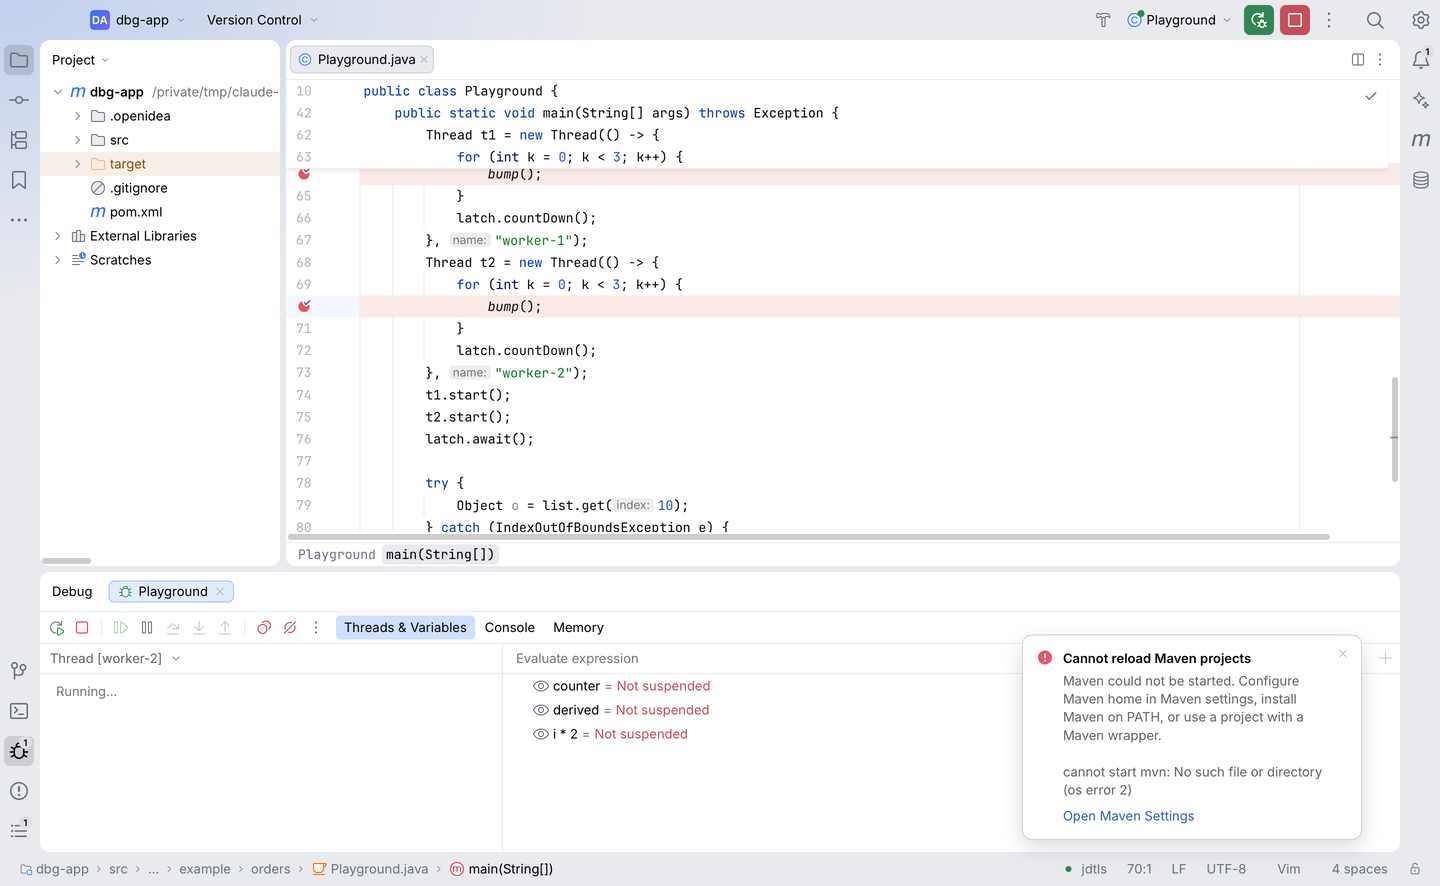 DA dbg-app Version Control Playground
Project
Playground.java
1
dbg-app /private/tmp/claude-
.openidea
src
target
.gitignore
pom.xml
External Libraries
Scratches
10 public class Playground {
42 public static void main(String[] args) throws Exception {
62 Thread t1 = new Thread(() -> {
63 for (int k = 0; k < 3; k++) {
bump();
65 }
66 latch.countDown();
67 }, name: "worker-1");
68 Thread t2 = new Thread(() -> {
69 for (int k = 0; k < 3; k++) {
bump();
71 }
72 latch.countDown();
73 }, name: "worker-2");
74 t1.start();
75 t2.start();
76 latch.await();
77
78 try {
79 Object o = list.get( index: 10);
80 } catch (IndexOutOfBoundsException e) {
Playground main(String[])
Debug Playground
Threads & Variables Console Memory
Thread [worker-2]
Running...
Evaluate expression
counter = Not suspended
derived = Not suspended
i * 2 = Not suspended
Cannot reload Maven projects
Maven could not be started. Configure
Maven home in Maven settings, install
Maven on PATH, or use a project with a
Maven wrapper.
cannot start mvn: No such file or directory
(os error 2)
Open Maven Settings
1
1
dbg-app src ... example orders Playground.java main(String[]) jdtls 70:1 LF UTF-8 Vim 4 spaces